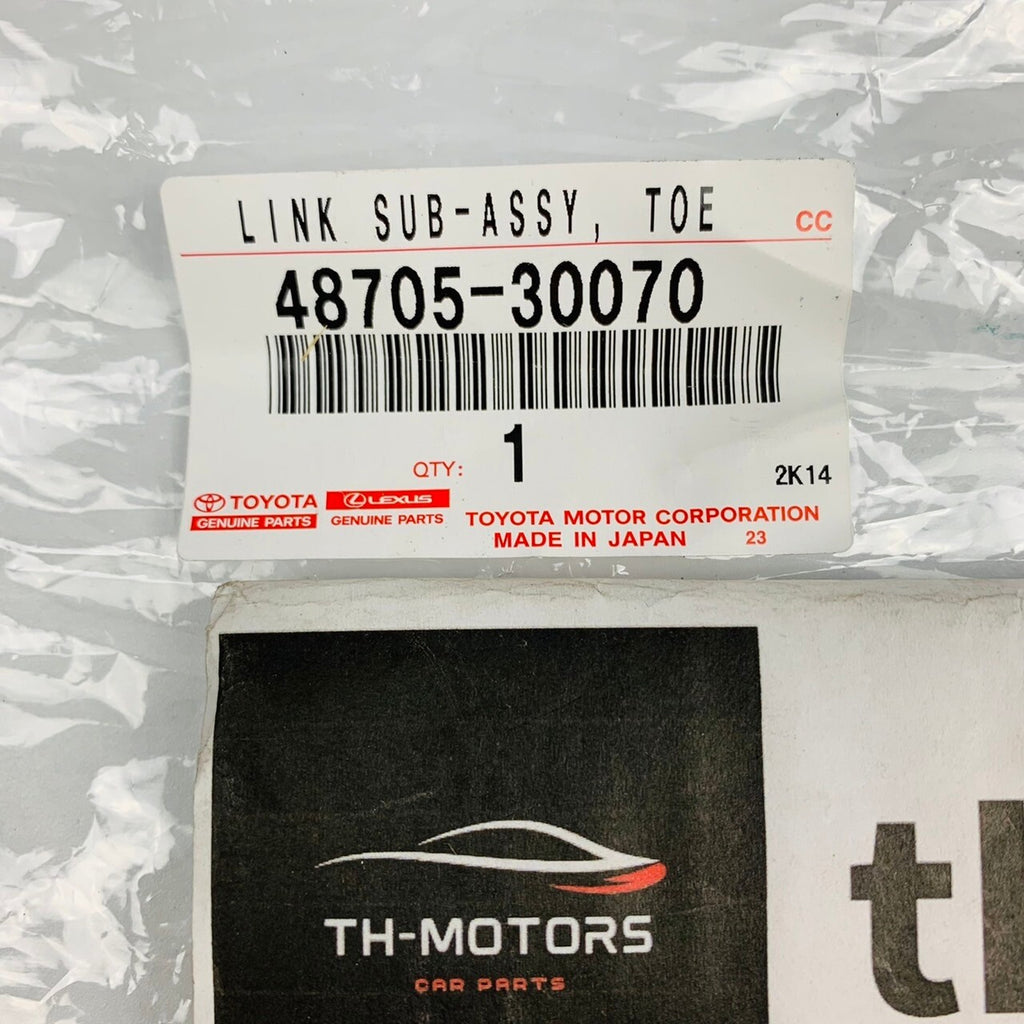 LINK SUB-ASSY, TOE
CC
48705-30070
QTY: 1
2K14
TOYOTA
GENUINE PARTS
LEXUS
GENUINE PARTS
TOYOTA MOTOR CORPORATION
MADE IN JAPAN 23
TH-MOTORS
CAR PARTS